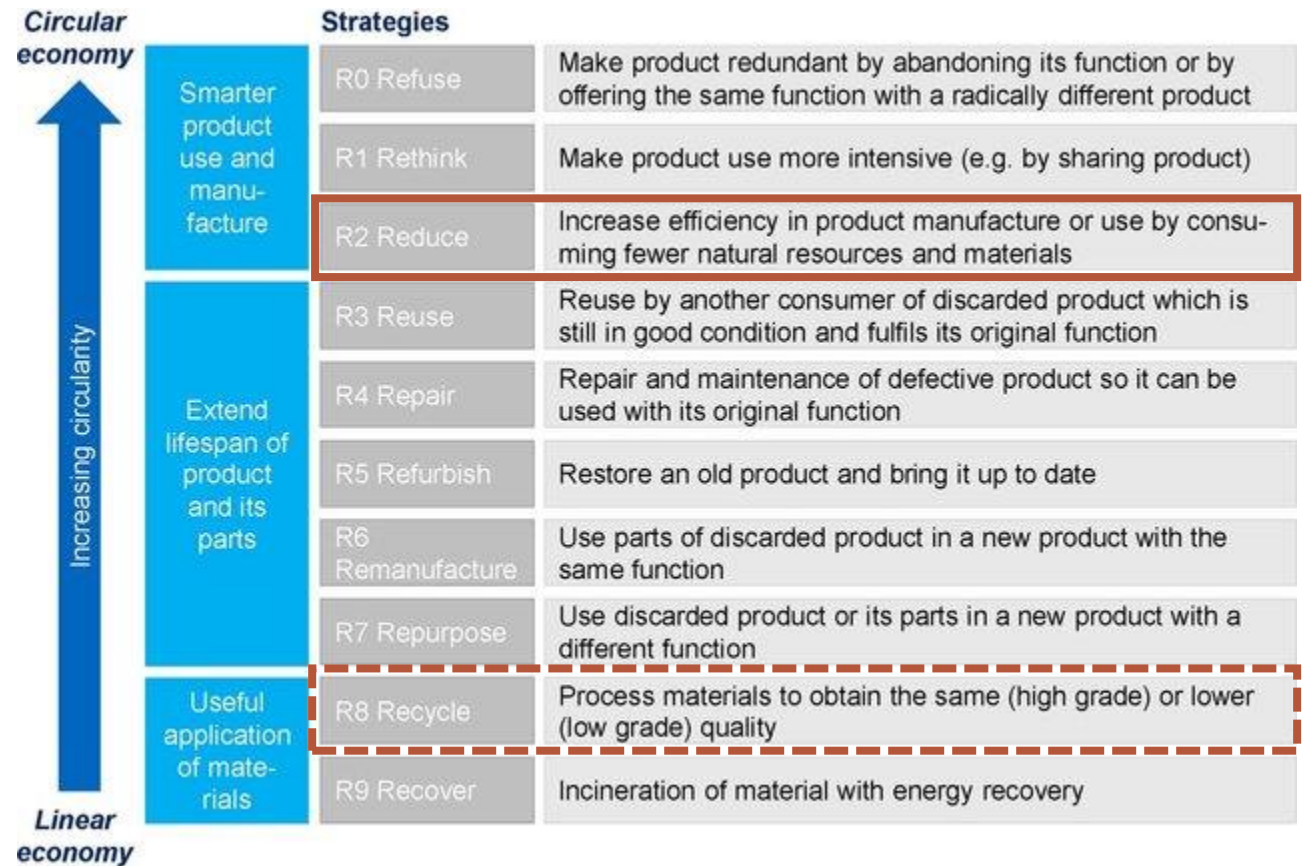 Circular
economy
Strategies
Smarter
product
use and
manu-
facture
R0 Refuse
Make product redundant by abandoning its function or by
offering the same function with a radically different product
R1 Rethink
Make product use more intensive (e.g. by sharing product)
R2 Reduce
Increase efficiency in product manufacture or use by consu-
ming fewer natural resources and materials
Increasing circularity
Extend
lifespan of
product
and its
parts
R3 Reuse
Reuse by another consumer of discarded product which is
still in good condition and fulfils its original function
R4 Repair
Repair and maintenance of defective product so it can be
used with its original function
R5 Refurbish
Restore an old product and bring it up to date
R6
Remanufacture
Use parts of discarded product in a new product with the
same function
R7 Repurpose
Use discarded product or its parts in a new product with a
different function
Useful
application
of mate-
rials
R8 Recycle
Process materials to obtain the same (high grade) or lower
(low grade) quality
R9 Recover
Incineration of material with energy recovery
Linear
economy